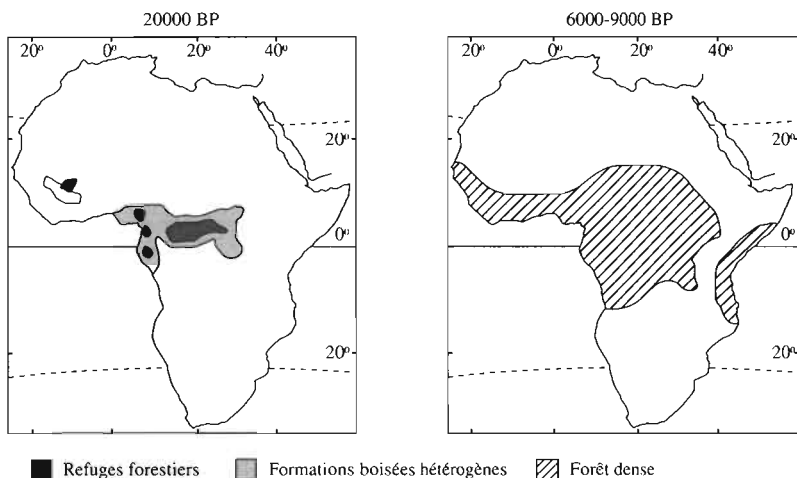 20000 BP
20° 0° 20° 40°
20°
0°
20°
6000-9000 BP
20° 0° 20° 40°
20°
0°
20°
Refuges forestiers
Formations boisées hétérogènes
Forêt dense